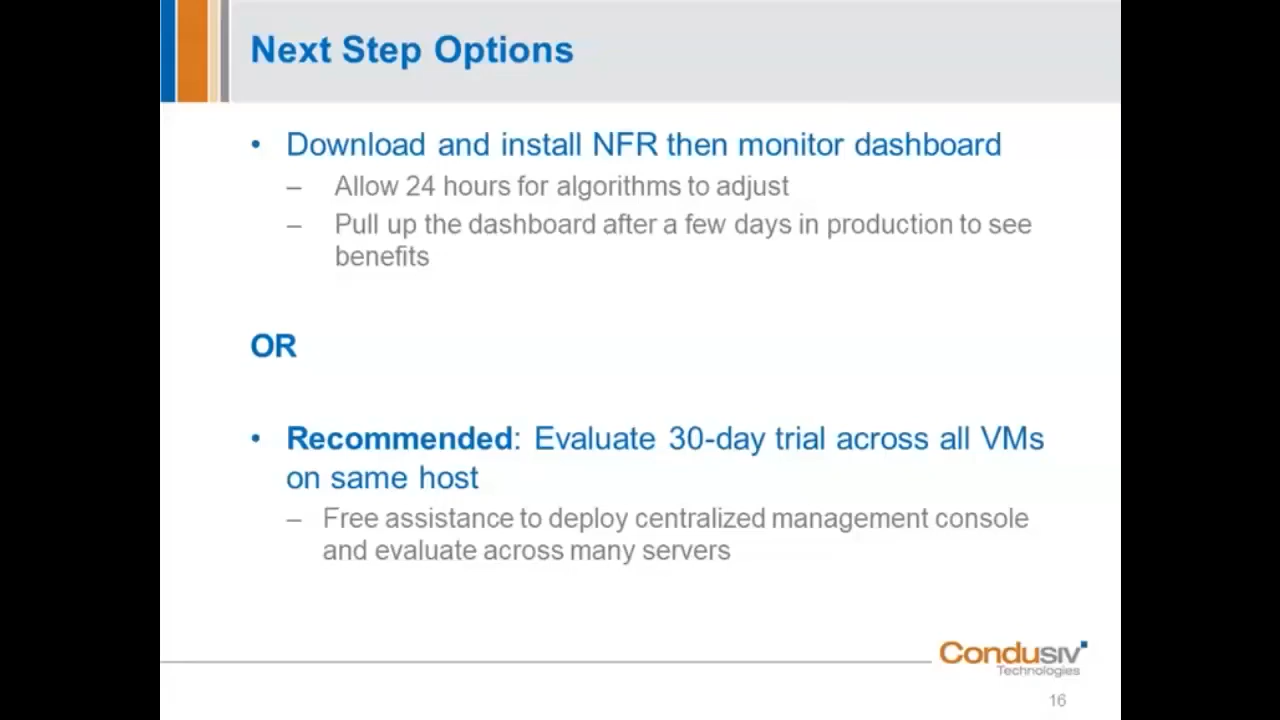 Next Step Options
• Download and install NFR then monitor dashboard
– Allow 24 hours for algorithms to adjust
– Pull up the dashboard after a few days in production to see
benefits
OR
• Recommended: Evaluate 30-day trial across all VMs
on same host
– Free assistance to deploy centralized management console
and evaluate across many servers
Condusiv
Technologies
16